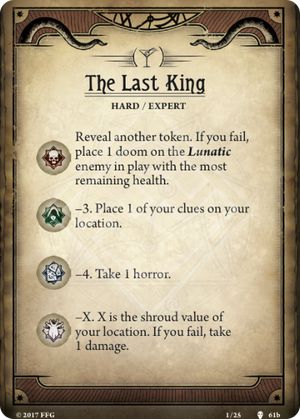 The Last King
HARD / EXPERT
Reveal another token. If you fail,
place 1 doom on the Lunatic
enemy in play with the most
remaining health.
–3. Place 1 of your clues on your
location.
–4. Take 1 horror.
–X. X is the shroud value of
your location. If you fail, take
1 damage.
© 2017 FFG 1/25 61b